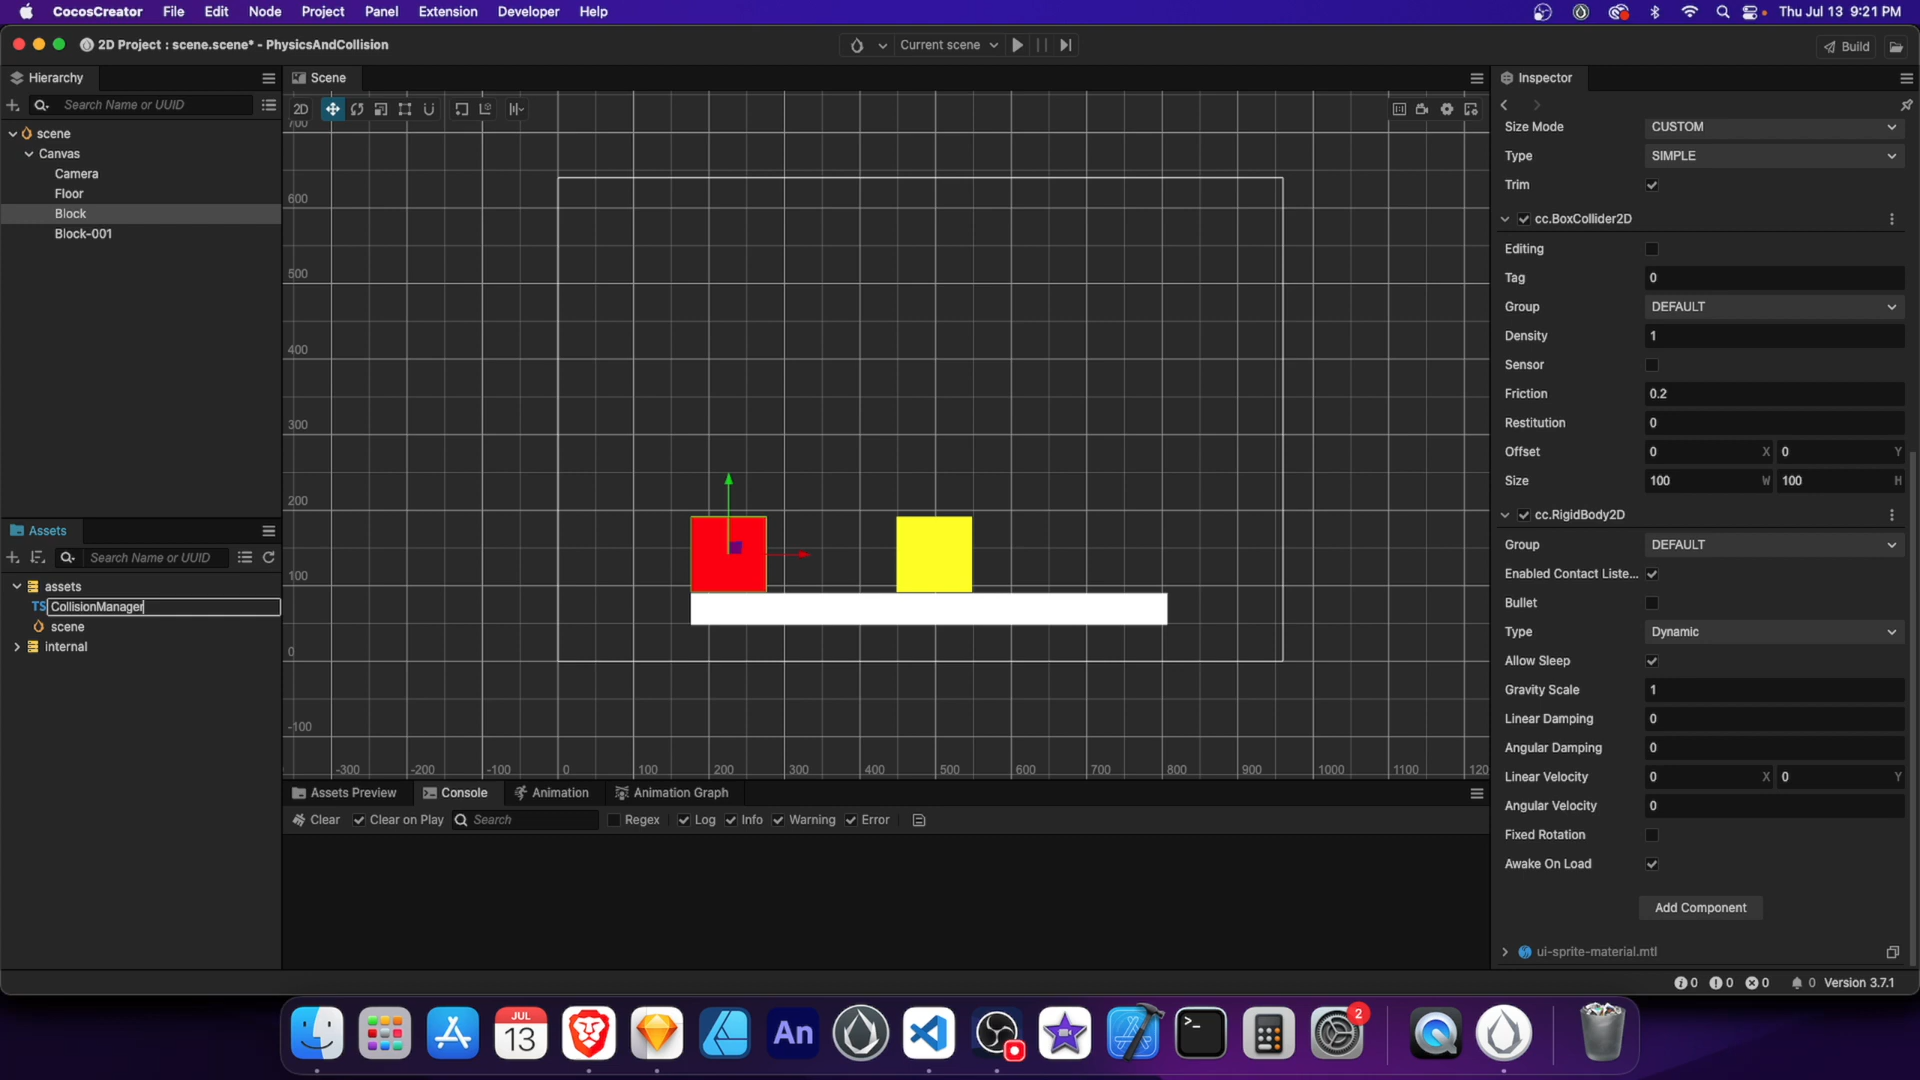 CocosCreator File Edit Node Project Panel Extension Developer Help Thu Jul 13 9:21 PM
2D Project : scene.scene* - PhysicsAndCollision Current scene Build
Hierarchy
Search Name or UUID
scene
Canvas
Camera
Floor
Block
Block-001
Assets
Search Name or UUID
assets
TS CollisionManager
scene
internal
Scene
2D
700
600
500
400
300
200
100
0
-100
-300 -200 -100 0 100 200 300 400 500 600 700 800 900 1000 1100 120
Assets Preview Console Animation Animation Graph
Clear Clear on Play Search Regex Log Info Warning Error
Inspector
Size Mode CUSTOM
Type SIMPLE
Trim
cc.BoxCollider2D
Editing
Tag 0
Group DEFAULT
Density 1
Sensor
Friction 0.2
Restitution 0
Offset 0 X 0 Y
Size 100 W 100 H
cc.RigidBody2D
Group DEFAULT
Enabled Contact Liste...
Bullet
Type Dynamic
Allow Sleep
Gravity Scale 1
Linear Damping 0
Angular Damping 0
Linear Velocity 0 X 0 Y
Angular Velocity 0
Fixed Rotation
Awake On Load
Add Component
ui-sprite-material.mtl
0 0 0 0 Version 3.7.1
JUL
13
An
2